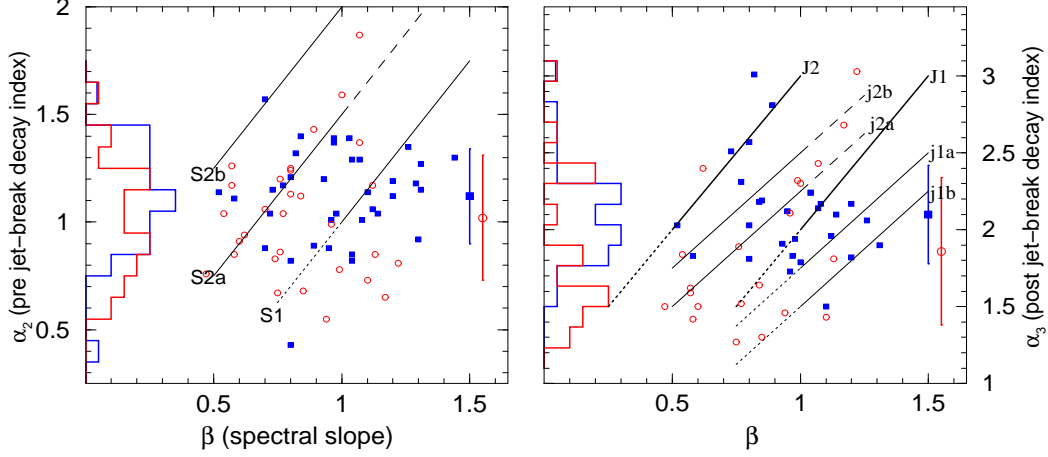 2
1.5
1
0.5
α₂ (pre jet-break decay index)
S2b
S2a
S1
0.5 1 1.5
β (spectral slope)
J2
J1
j2b
j2a
j1a
j1b
3
2.5
2
1.5
1
α₃ (post jet-break decay index)
0.5 1 1.5
β